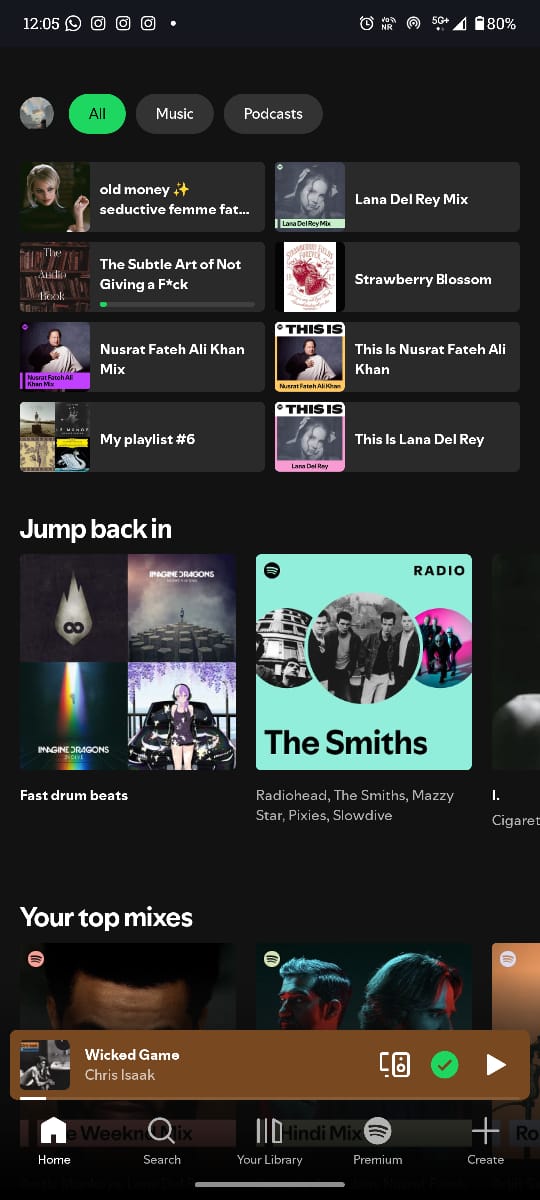 12:05
Vo))
NR
5G+
80%
All
Music
Podcasts
old money ✨
seductive femme fat...
Lana Del Rey Mix
Lana Del Rey Mix
The
Audio
Book
The Subtle Art of Not
Giving a F*ck
STRAWBERRY FIELDS
FOREVER
Strawberry Blossom
Nusrat Fateh Ali
Khan Mix
Nusrat Fateh Ali Khan
Mix
THIS IS
Nusrat Fateh Ali Khan
This Is Nusrat Fateh Ali
Khan
My playlist #6
THIS IS
Lana Del Rey
This Is Lana Del Rey
Jump back in
IMAGINE DRAGONS
IMAGINE DRAGONS
EVOLVE
Fast drum beats
RADIO
The Smiths
Radiohead, The Smiths, Mazzy
Star, Pixies, Slowdive
I.
Cigaret
Your top mixes
Wicked Game
Chris Isaak
e Weeknd Mix
Hindi Mix
Ro
Home
Search
Your Library
Premium
Create